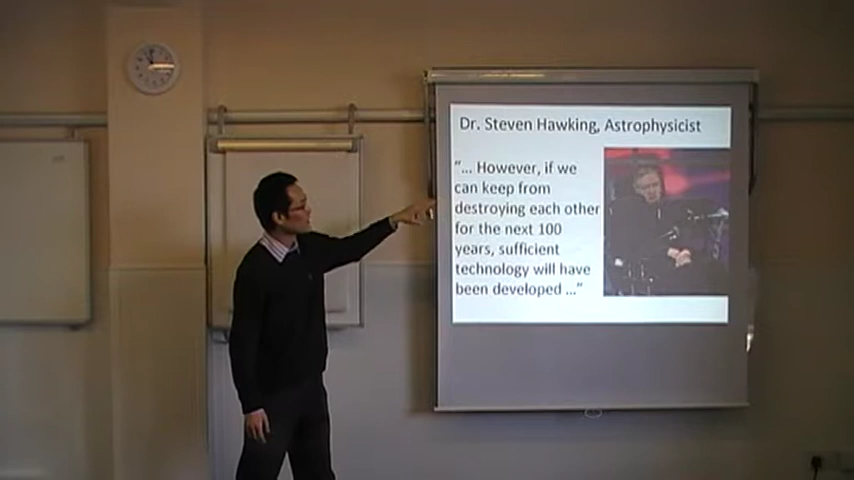 Dr. Steven Hawking, Astrophysicist
"... However, if we
can keep from
destroying each other
for the next 100
years, sufficient
technology will have
been developed ..."